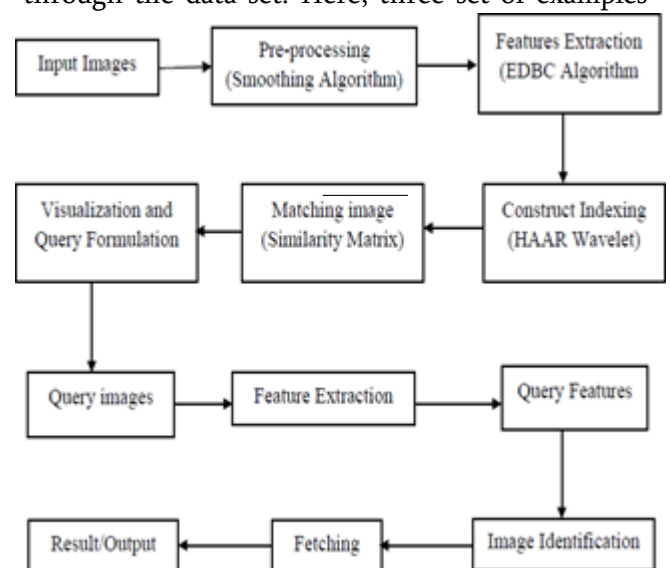 through the data set. Here, three set of examples
Input Images
Pre-processing
(Smoothing Algorithm)
Features Extraction
(EDBC Algorithm
Visualization and
Query Formulation
Matching image
(Similarity Matrix)
Construct Indexing
(HAAR Wavelet)
Query images
Feature Extraction
Query Features
Result/Output
Fetching
Image Identification